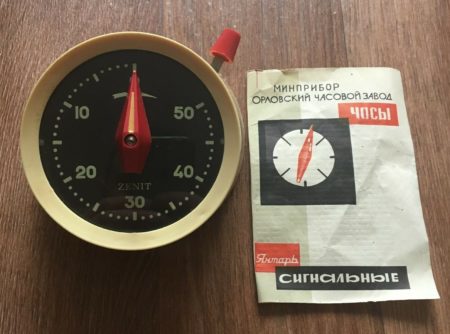 10
50
20
40
30
ZENIT
МИНПРИБОР
ОРЛОВСКИЙ ЧАСОВОЙ ЗАВОД
ЧАСЫ
Янтарь
СИГНАЛЬНЫЕ